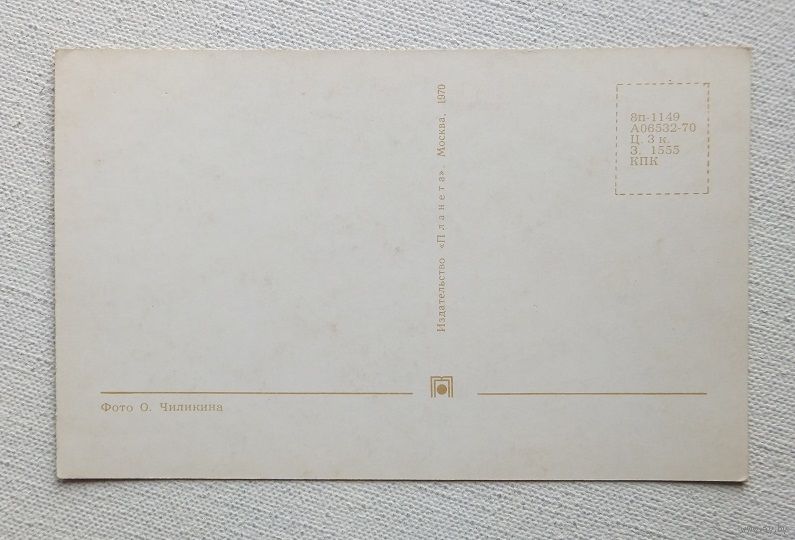 Издательство «Планета». Москва. 1970
8п-1149
А06532-70
Ц. 3 к.
З. 1555
КПК
Фото О. Чиликина